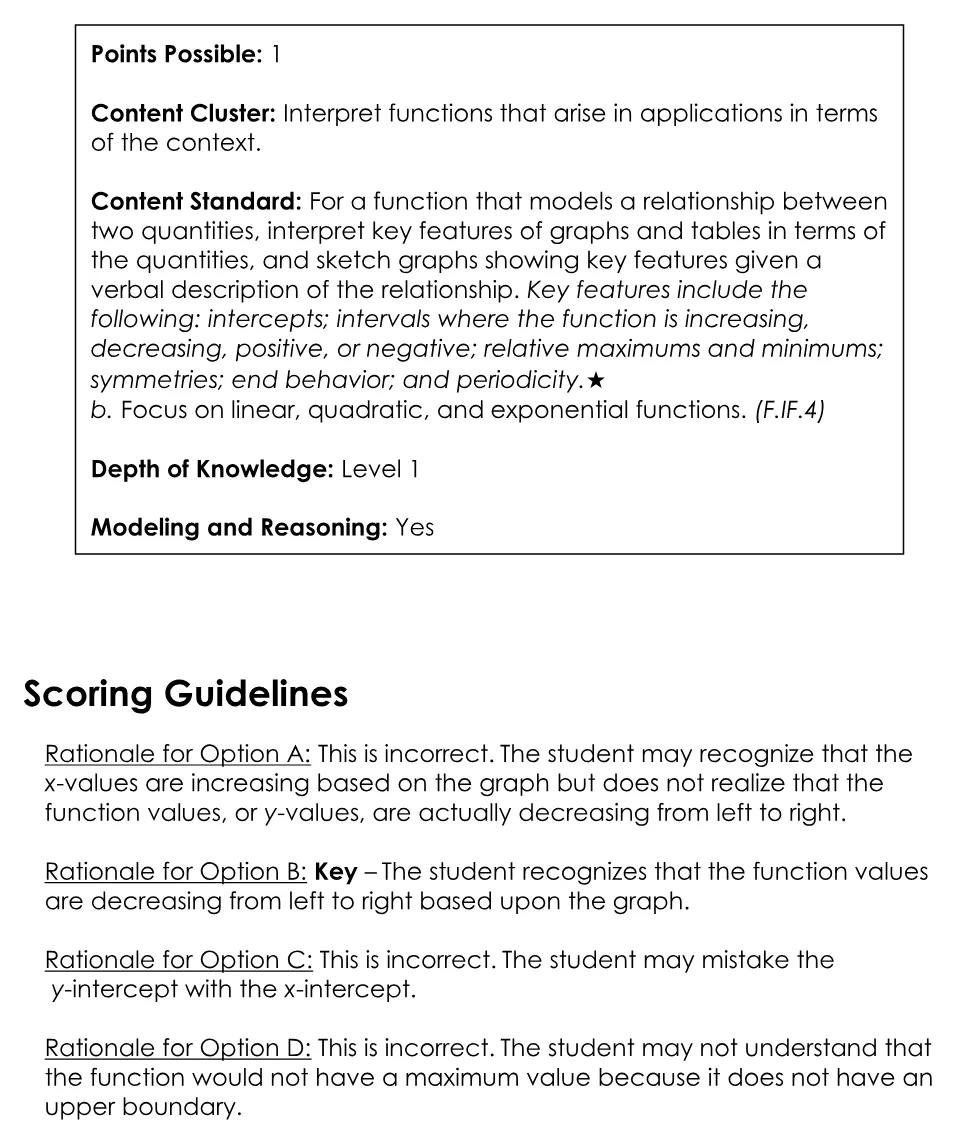 Points Possible: 1
Content Cluster: Interpret functions that arise in applications in terms
of the context.
Content Standard: For a function that models a relationship between
two quantities, interpret key features of graphs and tables in terms of
the quantities, and sketch graphs showing key features given a
verbal description of the relationship. Key features include the
following: intercepts; intervals where the function is increasing,
decreasing, positive, or negative; relative maximums and minimums;
symmetries; end behavior; and periodicity.★
b. Focus on linear, quadratic, and exponential functions. (F.IF.4)
Depth of Knowledge: Level 1
Modeling and Reasoning: Yes
Scoring Guidelines
Rationale for Option A: This is incorrect. The student may recognize that the
x-values are increasing based on the graph but does not realize that the
function values, or y-values, are actually decreasing from left to right.
Rationale for Option B: Key – The student recognizes that the function values
are decreasing from left to right based upon the graph.
Rationale for Option C: This is incorrect. The student may mistake the
y-intercept with the x-intercept.
Rationale for Option D: This is incorrect. The student may not understand that
the function would not have a maximum value because it does not have an
upper boundary.